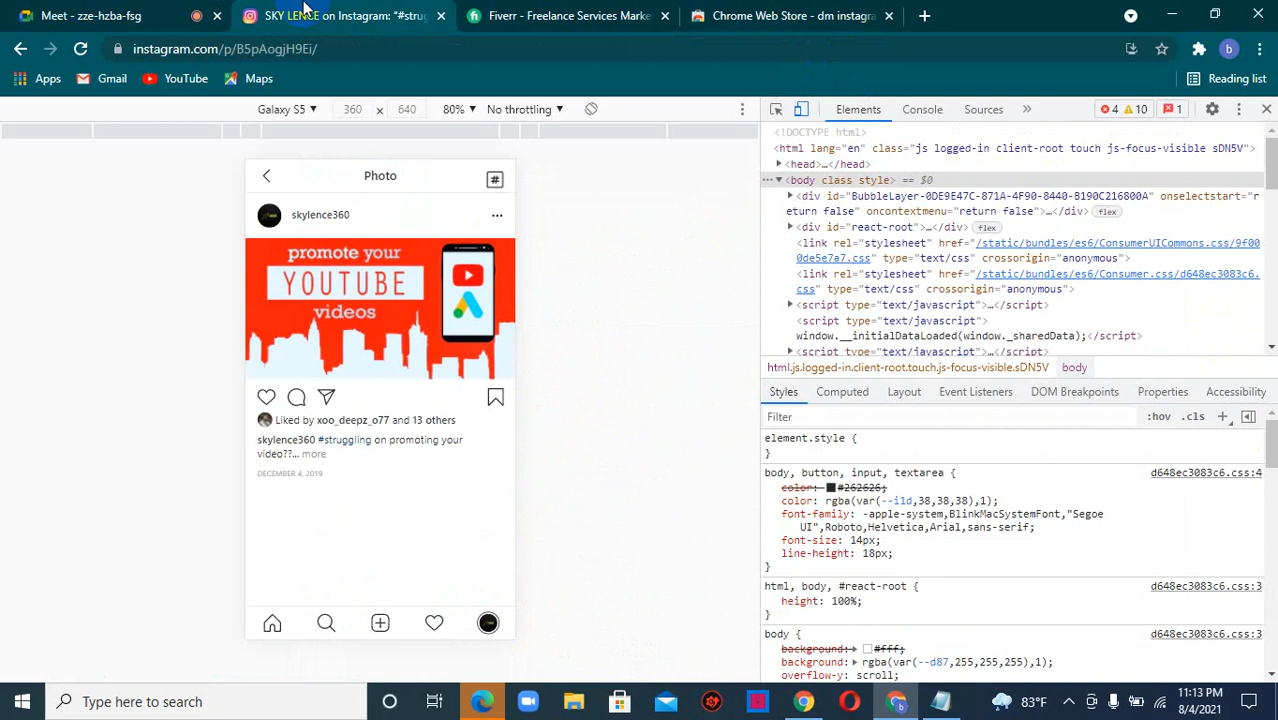 Meet - zze-hzba-fsg
SKY LENCE on Instagram: "#strug
Fiverr - Freelance Services Marke
Chrome Web Store - dm instagra
instagram.com/p/B5pAogjH9Ei/
b
Apps
Gmail
YouTube
Maps
Reading list
Galaxy S5
360
×
640
80%
No throttling
Elements
Console
Sources
»
4
10
1
<!DOCTYPE html>
<html lang="en" class="js logged-in client-root touch js-focus-visible sDN5V">
<head>…</head>
<body class style> == $0
<div id="BubbleLayer-0DE9E47C-871A-4F90-8440-B190C216800A" onselectstart="r
eturn false" oncontextmenu="return false">…</div> flex
<div id="react-root">…</div> flex
<link rel="stylesheet" href="/static/bundles/es6/ConsumerUICommons.css/9f00
0de5e7a7.css" type="text/css" crossorigin="anonymous">
<link rel="stylesheet" href="/static/bundles/es6/Consumer.css/d648ec3083c6.
css" type="text/css" crossorigin="anonymous">
<script type="text/javascript">…</script>
<script type="text/javascript">
window.__initialDataLoaded(window._sharedData);</script>
<script type="text/javascript">…</script>
html.js.logged-in.client-root.touch.js-focus-visible.sDN5V
body
Styles
Computed
Layout
Event Listeners
DOM Breakpoints
Properties
Accessibility
Filter
:hov
.cls
+
element.style {
}
body, button, input, textarea {
d648ec3083c6.css:4
color: #262626;
color: rgba(var(--i1d,38,38,38),1);
font-family: -apple-system,BlinkMacSystemFont,"Segoe
UI",Roboto,Helvetica,Arial,sans-serif;
font-size: 14px;
line-height: 18px;
}
html, body, #react-root {
d648ec3083c6.css:3
height: 100%;
}
body {
d648ec3083c6.css:3
background: #fff;
background: rgba(var(--d87,255,255,255),1);
overflow-y: scroll;
Photo
#
skylence360
promote your
YOUTUBE
videos
Liked by xoo_deepz_o77 and 13 others
skylence360 #struggling on promoting your
video??... more
DECEMBER 4, 2019
Type here to search
83°F
11:13 PM
8/4/2021